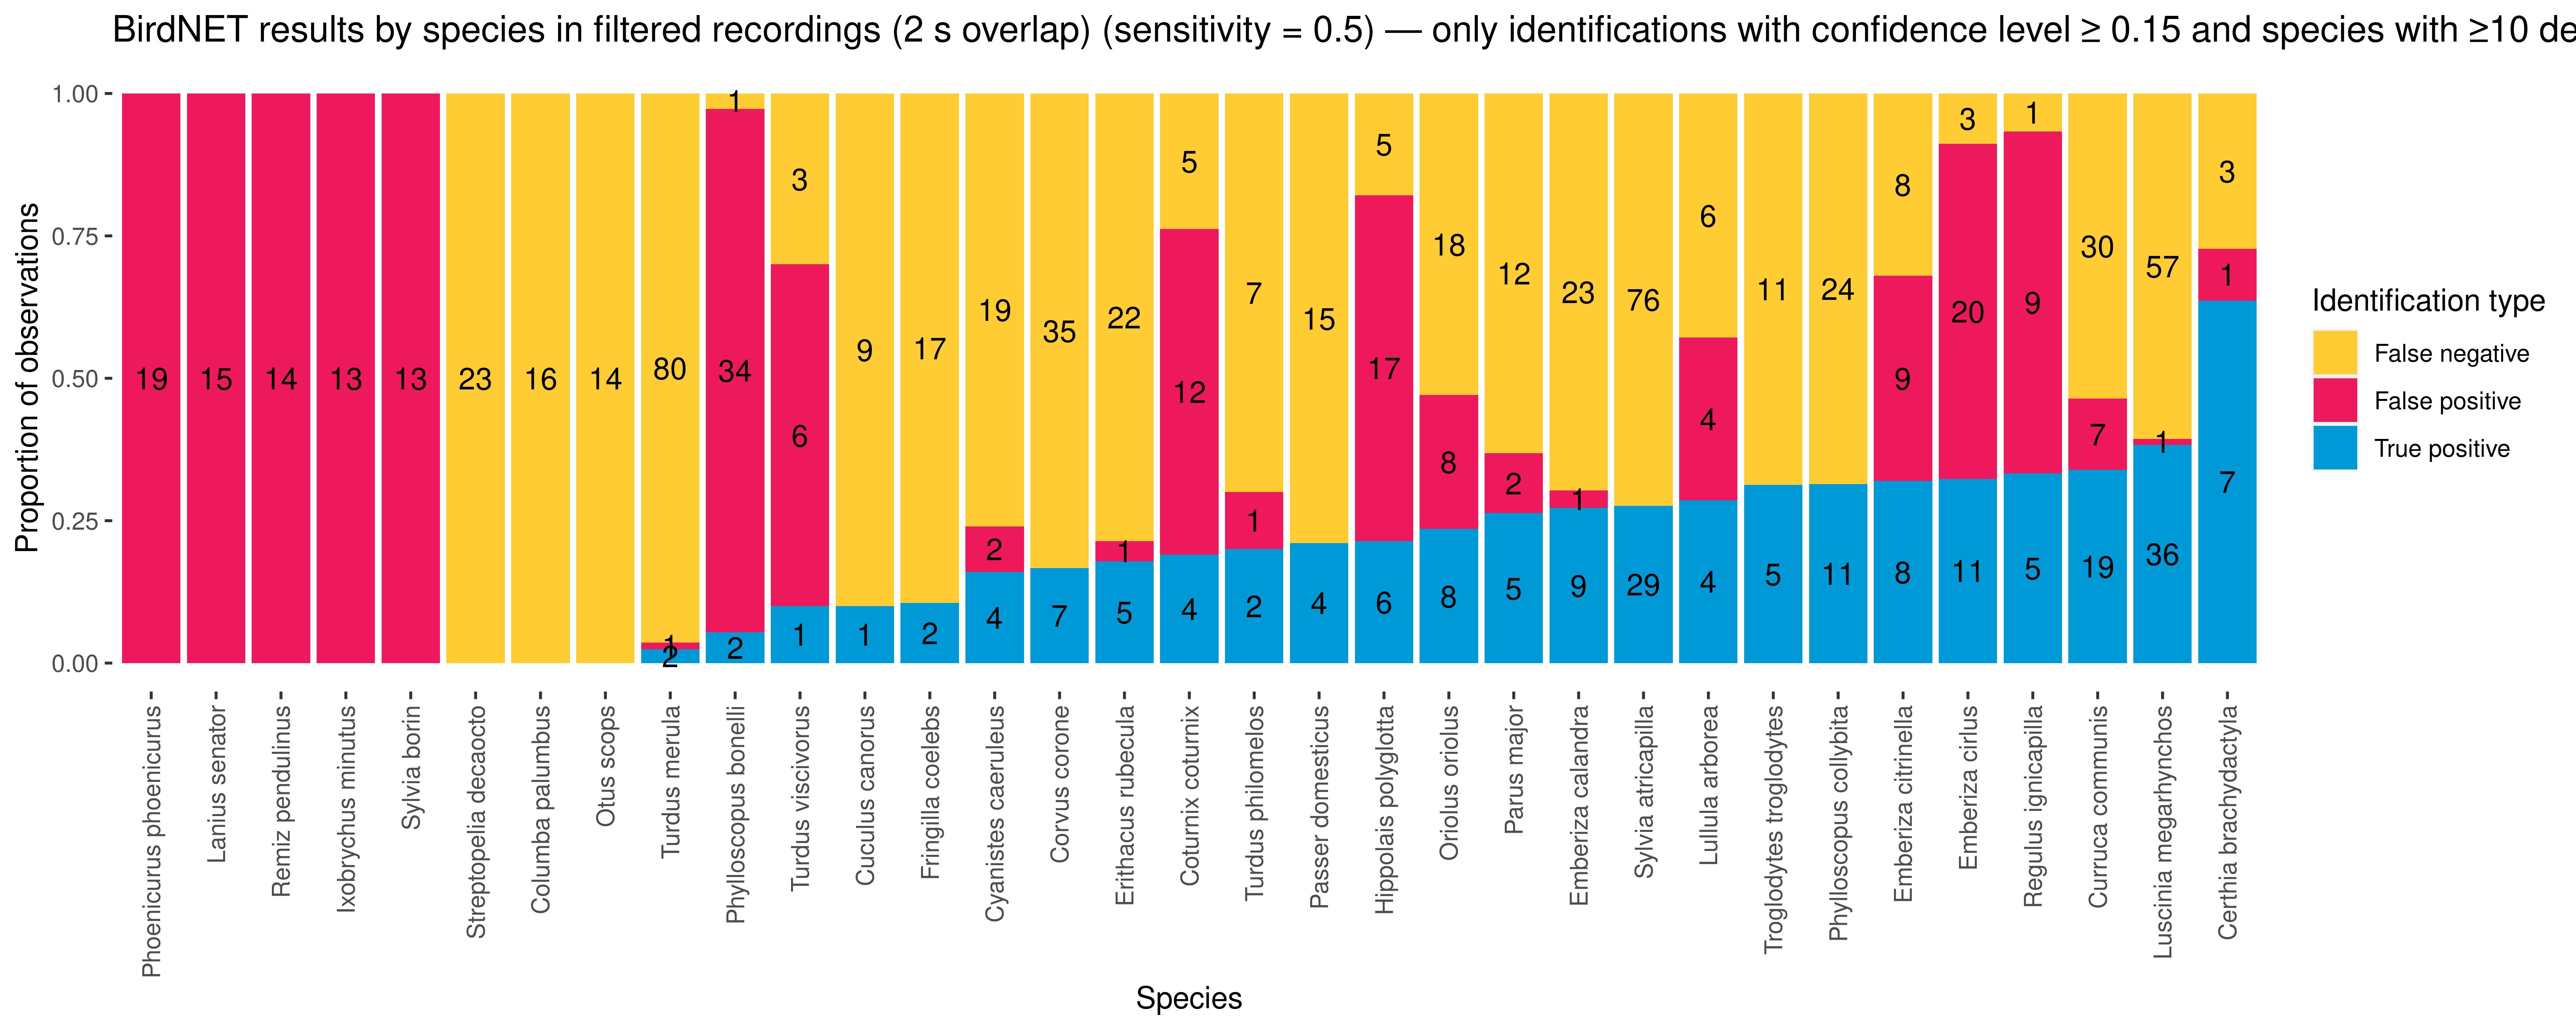 BirdNET results by species in filtered recordings (2 s overlap) (sensitivity = 0.5) — only identifications with confidence level ≥ 0.15 and species with ≥10 de
Proportion of observations
1.00
0.75
0.50
0.25
0.00
19
15
14
13
13
23
16
14
80
1
2
1
34
2
3
6
1
9
1
17
2
19
2
4
35
7
22
1
5
5
12
4
7
1
2
15
4
5
17
6
18
8
8
12
2
5
23
1
9
76
29
6
4
4
11
5
24
11
8
9
8
3
20
11
1
9
5
30
7
19
57
1
36
3
1
7
Phoenicurus phoenicurus
Lanius senator
Remiz pendulinus
Ixobrychus minutus
Sylvia borin
Streptopelia decaocto
Columba palumbus
Otus scops
Turdus merula
Phylloscopus bonelli
Turdus viscivorus
Cuculus canorus
Fringilla coelebs
Cyanistes caeruleus
Corvus corone
Erithacus rubecula
Coturnix coturnix
Turdus philomelos
Passer domesticus
Hippolais polyglotta
Oriolus oriolus
Parus major
Emberiza calandra
Sylvia atricapilla
Lullula arborea
Troglodytes troglodytes
Phylloscopus collybita
Emberiza citrinella
Emberiza cirlus
Regulus ignicapilla
Curruca communis
Luscinia megarhynchos
Certhia brachydactyla
Species
Identification type
False negative
False positive
True positive